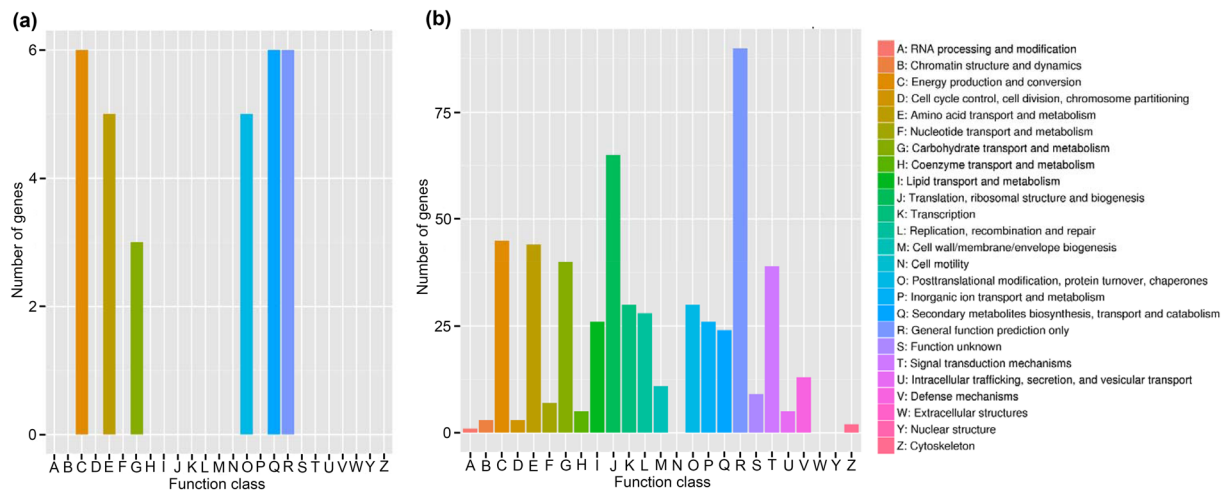 (a)
6
4
2
0
Number of genes
A B C D E F G H I J K L M N O P Q R S T U V W Y Z
Function class
(b)
75
50
25
0
Number of genes
A B C D E F G H I J K L M N O P Q R S T U V W Y Z
Function class
A: RNA processing and modification
B: Chromatin structure and dynamics
C: Energy production and conversion
D: Cell cycle control, cell division, chromosome partitioning
E: Amino acid transport and metabolism
F: Nucleotide transport and metabolism
G: Carbohydrate transport and metabolism
H: Coenzyme transport and metabolism
I: Lipid transport and metabolism
J: Translation, ribosomal structure and biogenesis
K: Transcription
L: Replication, recombination and repair
M: Cell wall/membrane/envelope biogenesis
N: Cell motility
O: Posttranslational modification, protein turnover, chaperones
P: Inorganic ion transport and metabolism
Q: Secondary metabolites biosynthesis, transport and catabolism
R: General function prediction only
S: Function unknown
T: Signal transduction mechanisms
U: Intracellular trafficking, secretion, and vesicular transport
V: Defense mechanisms
W: Extracellular structures
Y: Nuclear structure
Z: Cytoskeleton